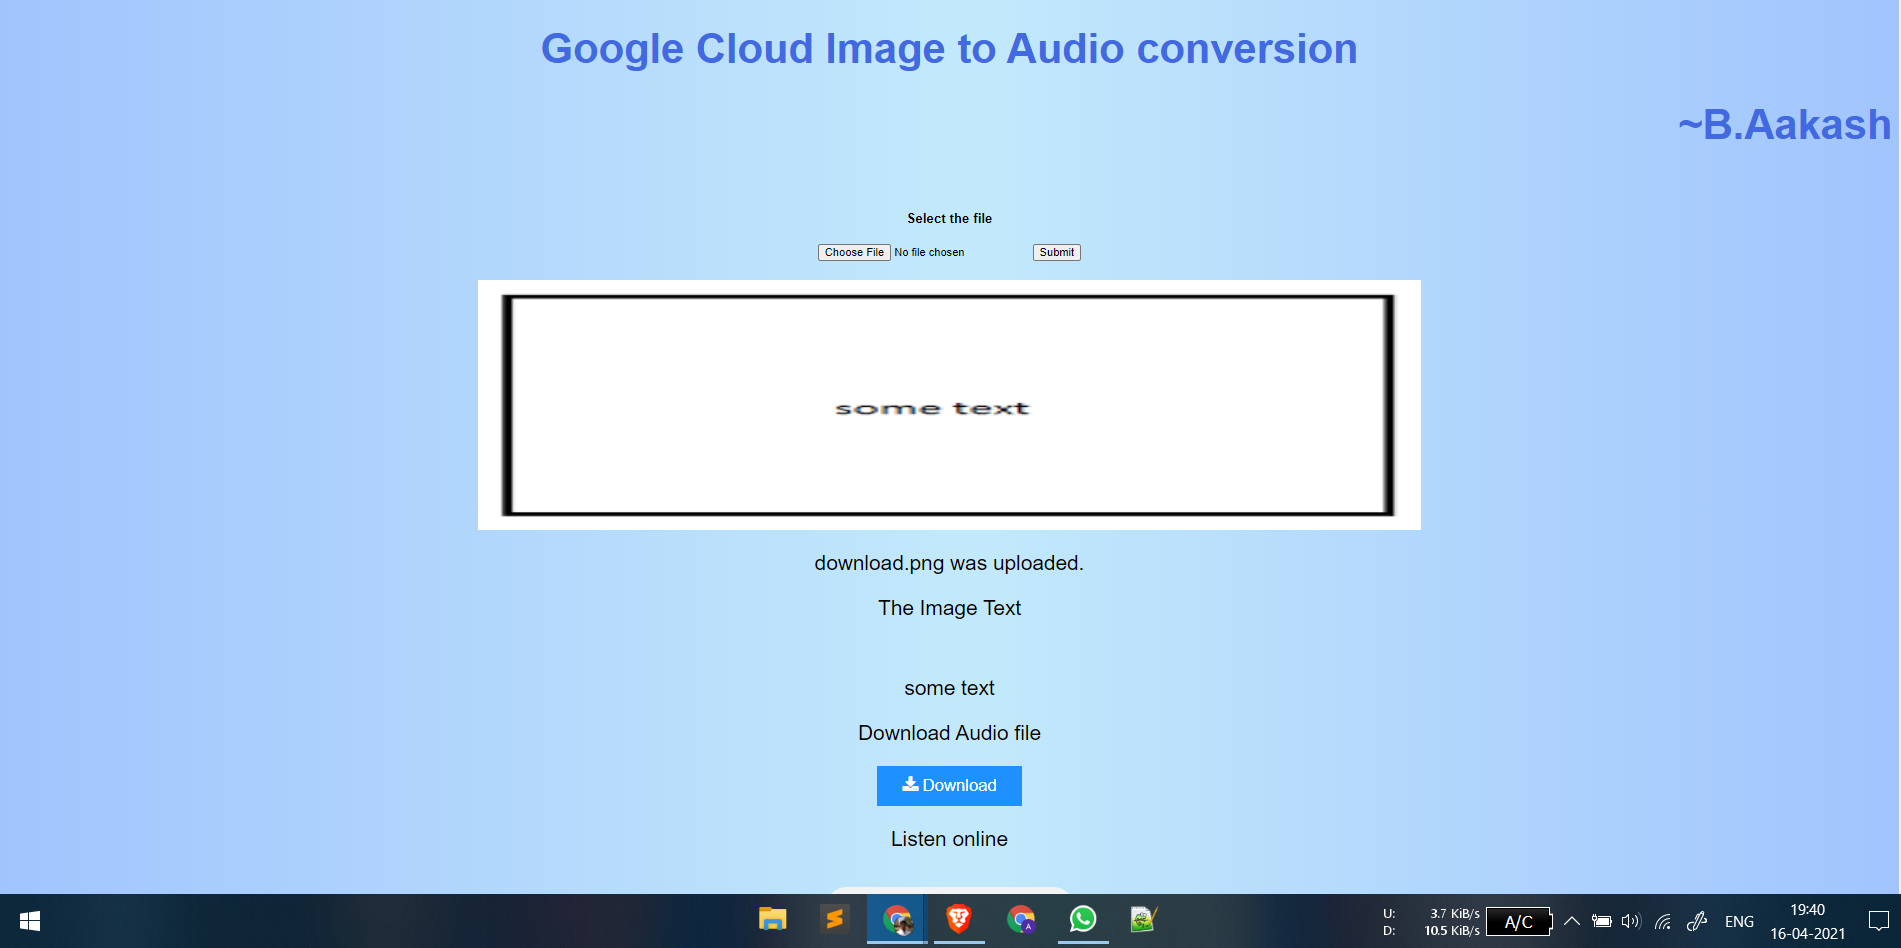 Google Cloud Image to Audio conversion
~B.Aakash
Select the file
Choose File No file chosen Submit
some text
download.png was uploaded.
The Image Text
some text
Download Audio file
Download
Listen online
U: 3.7 KiB/s
D: 10.5 KiB/s
A/C
ENG
19:40
16-04-2021
A